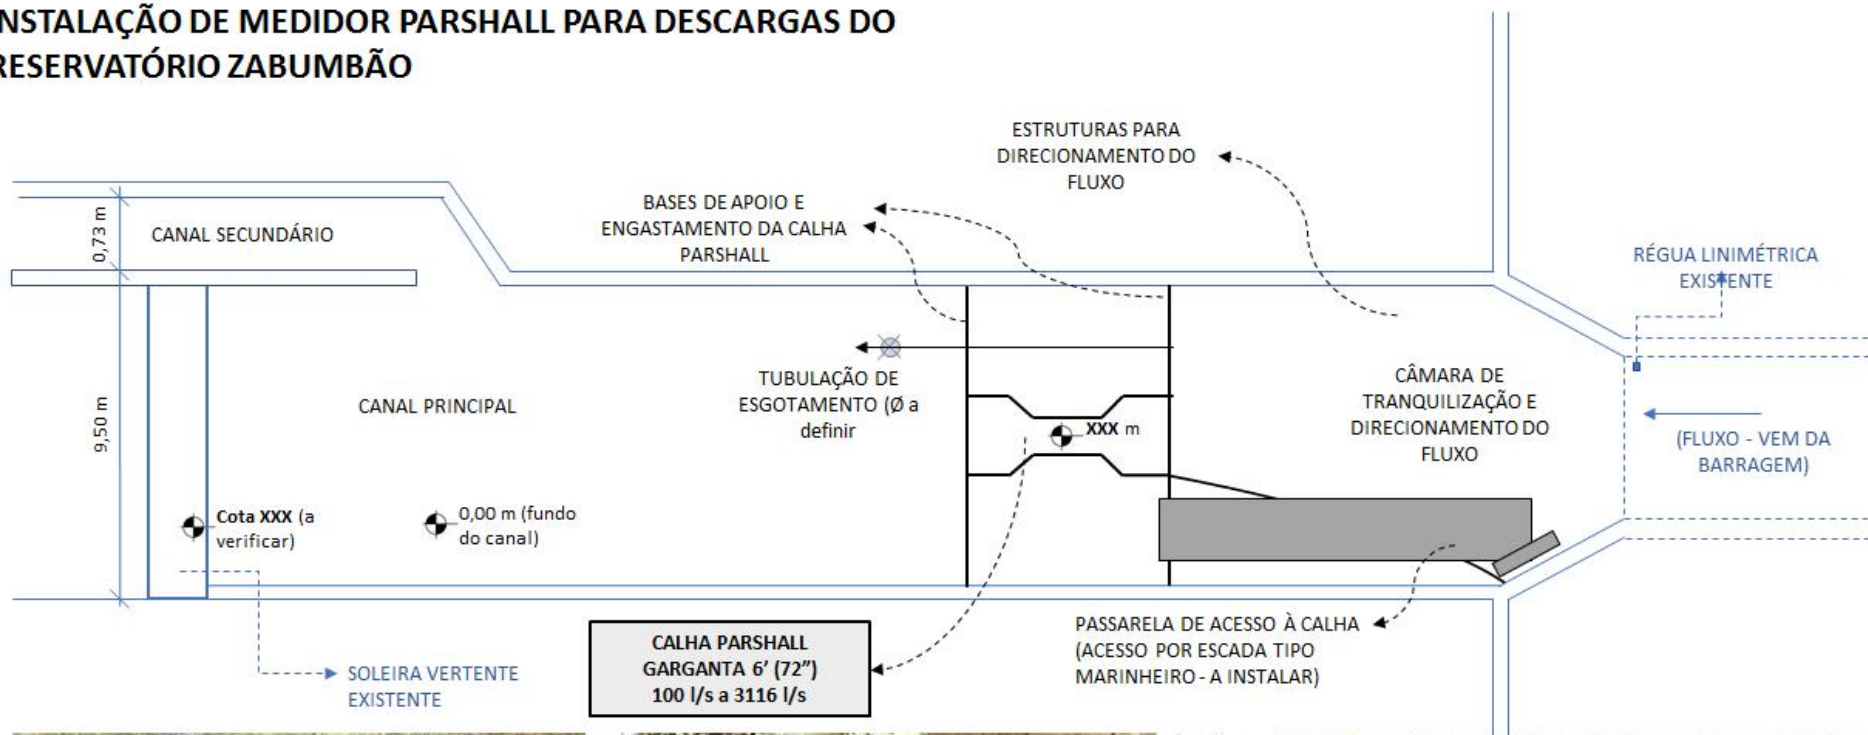 NSTALAÇÃO DE MEDIDOR PARSHALL PARA DESCARGAS DO
RESERVATÓRIO ZABUMBÃO
ESTRUTURAS PARA
DIRECIONAMENTO DO
FLUXO
BASES DE APOIO E
ENGASTAMENTO DA CALHA
PARSHALL
0,73 m
CANAL SECUNDÁRIO
RÉGUA LINIMÉTRICA
EXISTENTE
TUBULAÇÃO DE
ESGOTAMENTO (Ø a
definir
CÂMARA DE
TRANQUILIZAÇÃO E
DIRECIONAMENTO DO
FLUXO
9,50 m
CANAL PRINCIPAL
XXX m
(FLUXO - VEM DA
BARRAGEM)
Cota XXX (a
verificar)
0,00 m (fundo
do canal)
CALHA PARSHALL
GARGANTA 6’ (72”)
100 l/s a 3116 l/s
PASSARELA DE ACESSO À CALHA
(ACESSO POR ESCADA TIPO
MARINHEIRO - A INSTALAR)
SOLEIRA VERTENTE
EXISTENTE